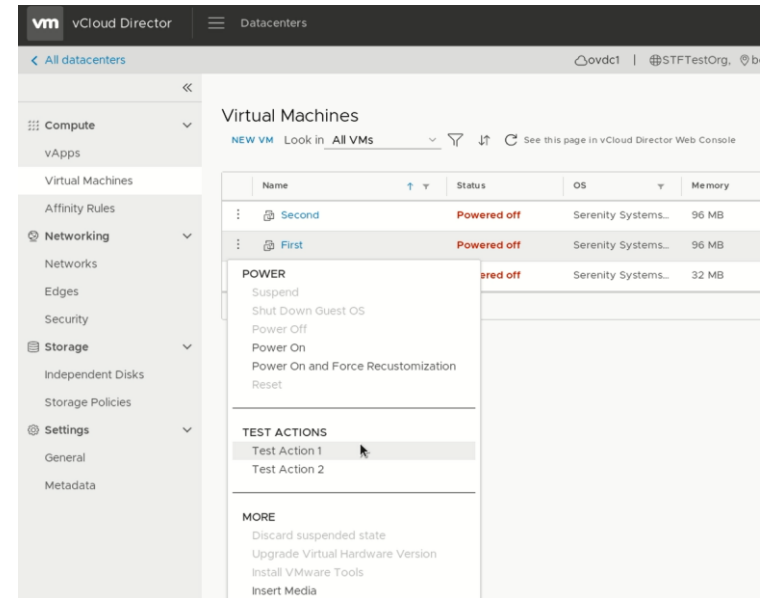 vm vCloud Director Datacenters
All datacenters ovdc1 | STFTestOrg,
Compute
vApps
Virtual Machines
Affinity Rules
Networking
Networks
Edges
Security
Storage
Independent Disks
Storage Policies
Settings
General
Metadata
Virtual Machines
NEW VM Look in All VMs See this page in vCloud Director Web Console
Name Status OS Memory
Second Powered off Serenity Systems... 96 MB
First Powered off Serenity Systems... 96 MB
ered off Serenity Systems... 32 MB
POWER
Suspend
Shut Down Guest OS
Power Off
Power On
Power On and Force Recustomization
Reset
TEST ACTIONS
Test Action 1
Test Action 2
MORE
Discard suspended state
Upgrade Virtual Hardware Version
Install VMware Tools
Insert Media